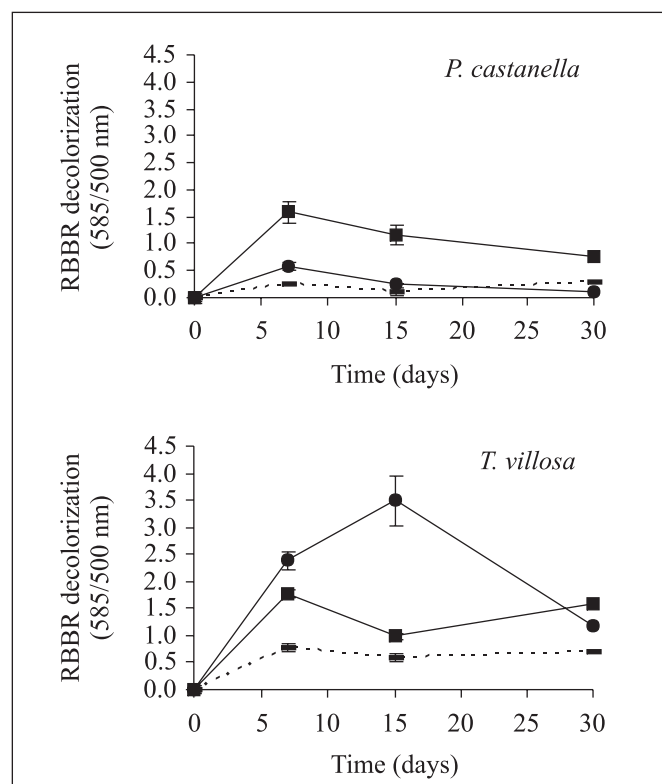 P. castanella
RBBR decolorization
(585/500 nm)
4.5
4.0
3.5
3.0
2.5
2.0
1.5
1.0
0.5
0.0
0 5 10 15 20 25 30
Time (days)
T. villosa
RBBR decolorization
(585/500 nm)
4.5
4.0
3.5
3.0
2.5
2.0
1.5
1.0
0.5
0.0
0 5 10 15 20 25 30
Time (days)